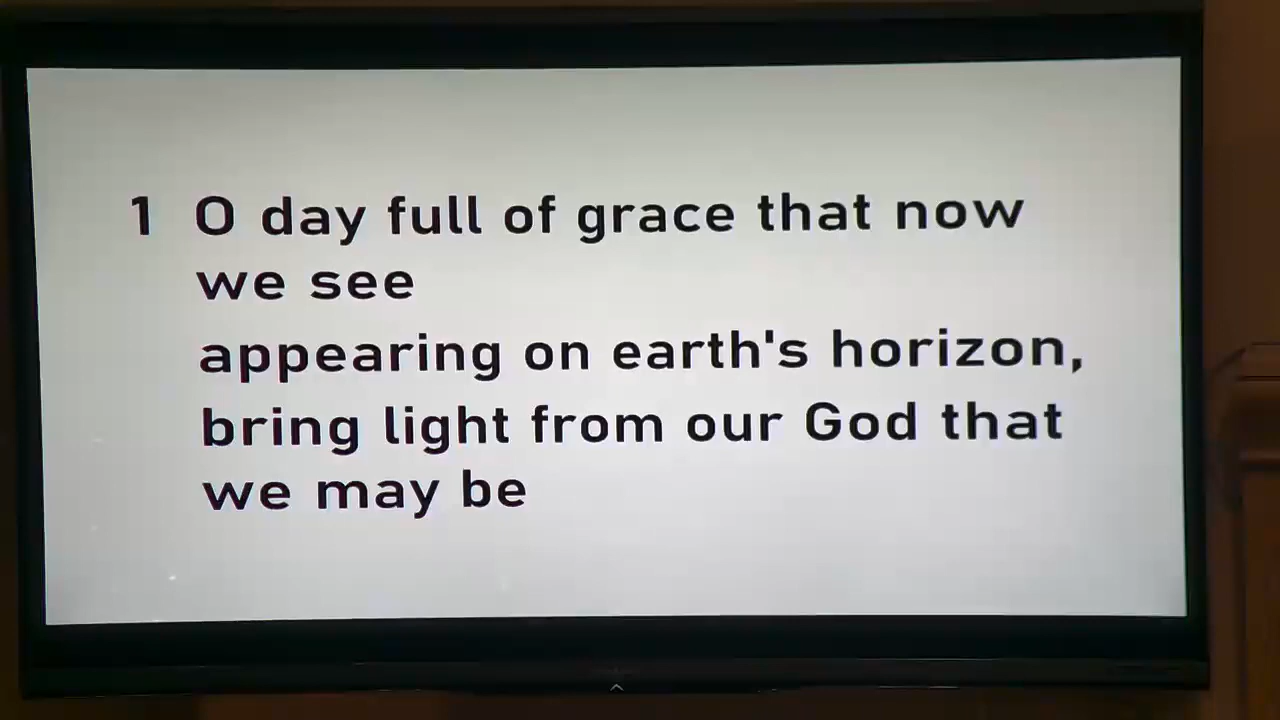 1 O day full of grace that now
we see
appearing on earth's horizon,
bring light from our God that
we may be